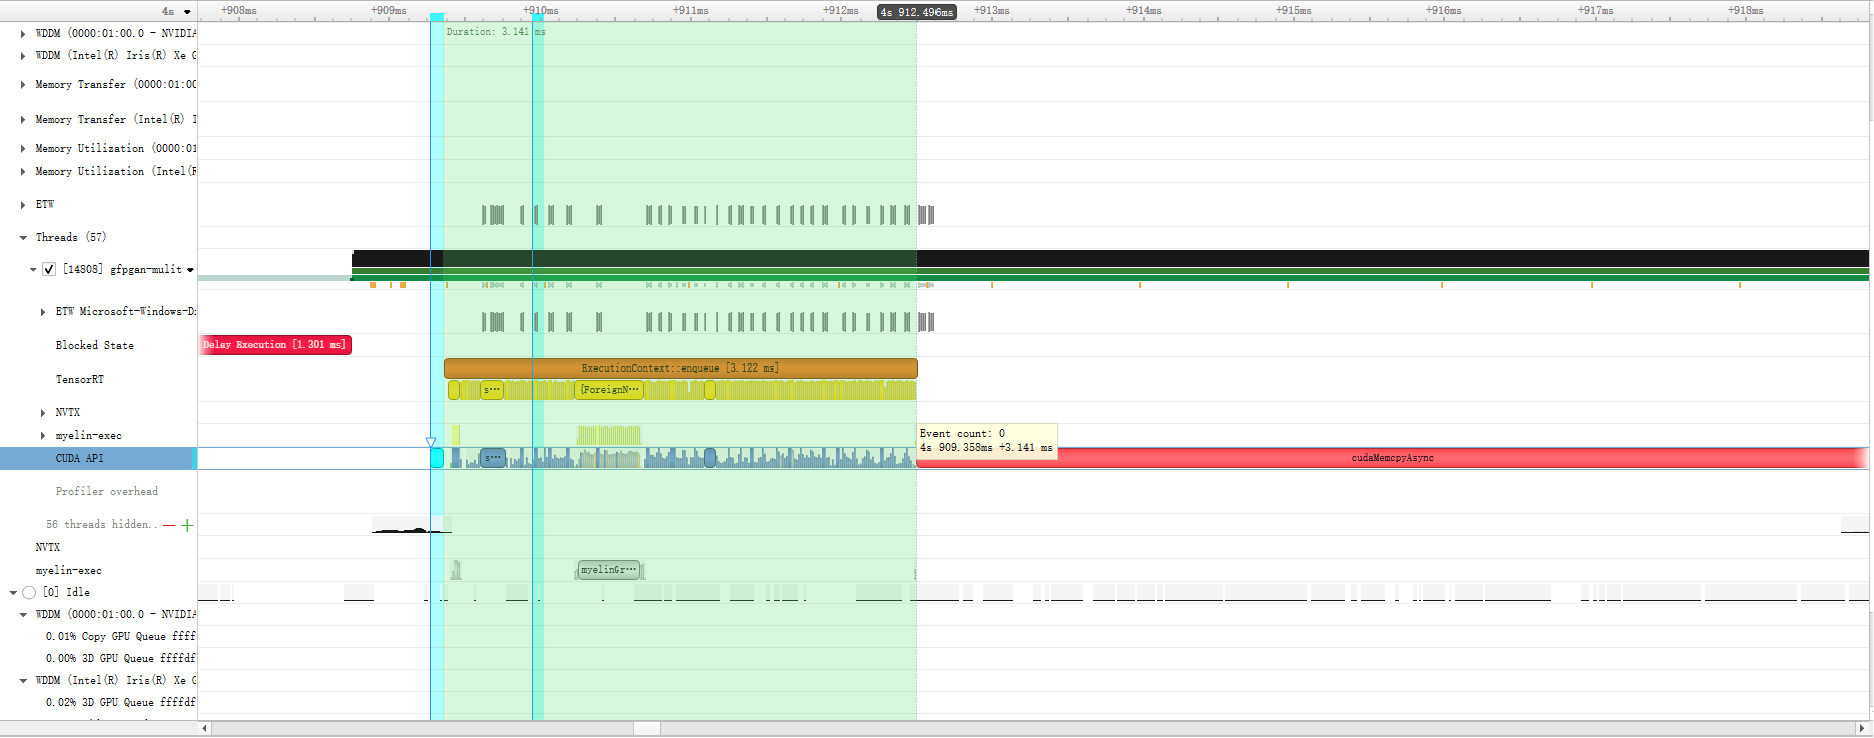 4s
+908ms +909ms +910ms +911ms +912ms 4s 912.496ms +913ms +914ms +915ms +916ms +917ms +918ms
WDDM (0000:01:00.0 - NVIDIA
Duration: 3.141 ms
WDDM (Intel(R) Iris(R) Xe G
Memory Transfer (0000:01:00
Memory Transfer (Intel(R) I
Memory Utilization (0000:01
Memory Utilization (Intel(R
ETW
Threads (57)
[14808] gfpgan-mulit
ETW Microsoft-Windows-D
Blocked State
Delay Execution [1.301 ms]
TensorRT
ExecutionContext::enqueue [3.122 ms]
s...
{ForeignN...
NVTX
myelin-exec
Event count: 0
4s 909.358ms +3.141 ms
CUDA API
s...
cudaMemcpyAsync
Profiler overhead
56 threads hidden..
NVTX
myelin-exec
myelinGr...
[0] Idle
WDDM (0000:01:00.0 - NVIDIA
0.01% Copy GPU Queue ffff
0.00% 3D GPU Queue ffffdf
WDDM (Intel(R) Iris(R) Xe G
0.02% 3D GPU Queue ffffdf